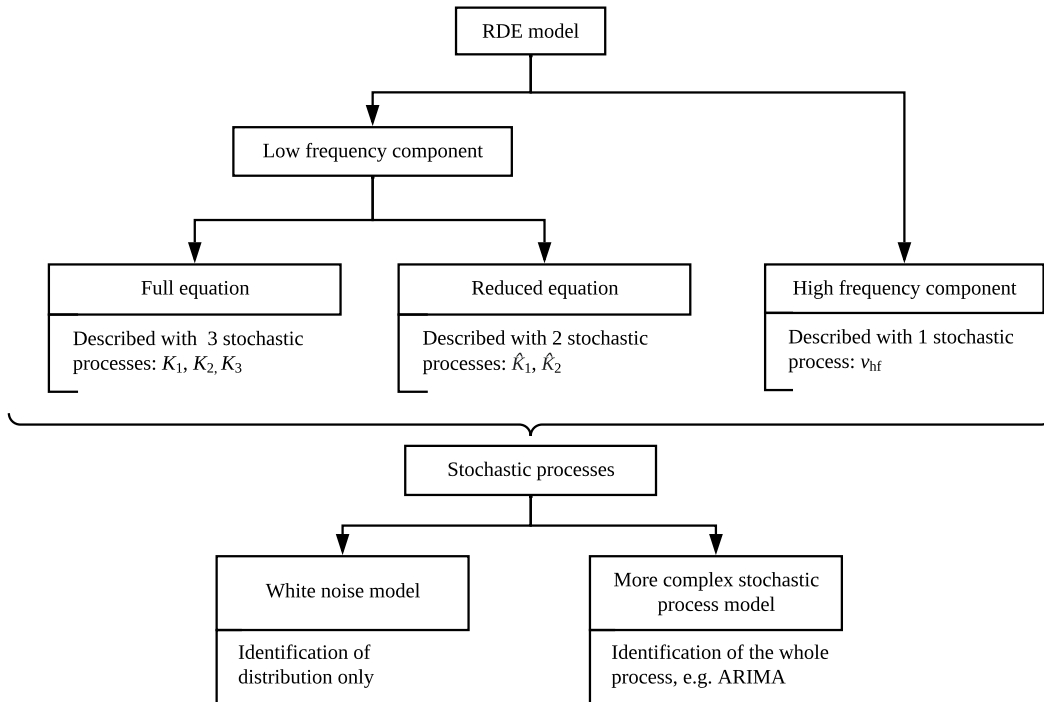 RDE model
Low frequency component
Full equation
Reduced equation
High frequency component
Described with 3 stochastic
processes: K₁, K₂, K₃
Described with 2 stochastic
processes: K̂₁, K̂₂
Described with 1 stochastic
process: v_hf
Stochastic processes
White noise model
More complex stochastic
process model
Identification of
distribution only
Identification of the whole
process, e.g. ARIMA